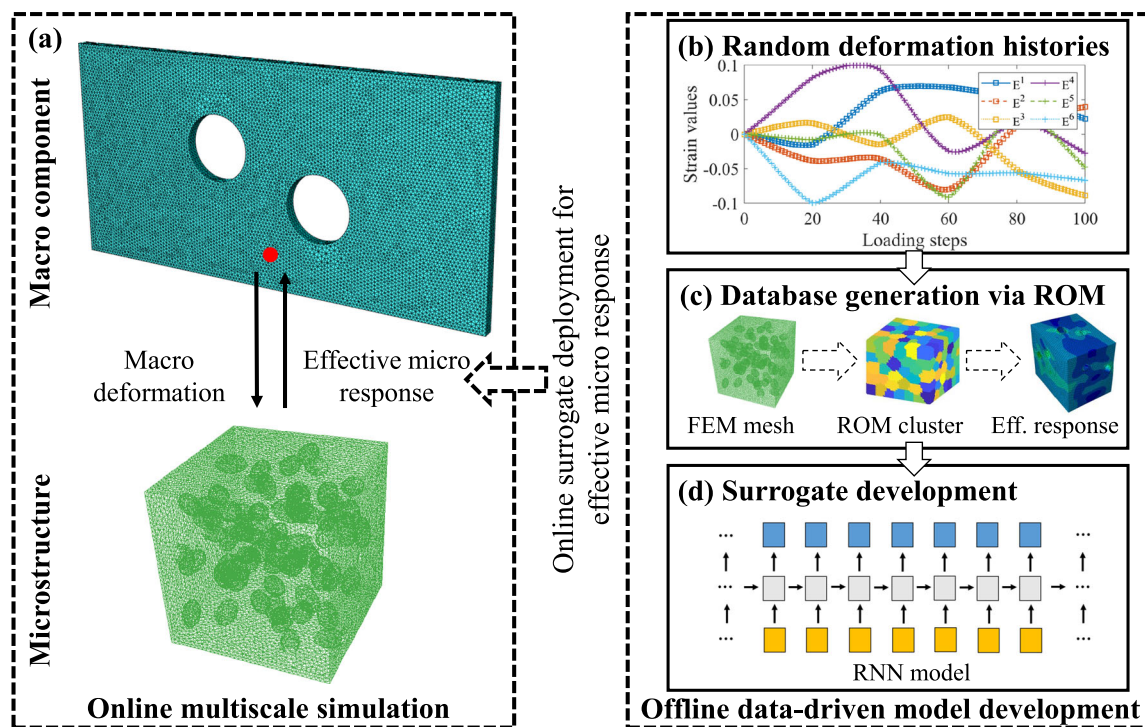 (a)
Macro component
Macro
deformation
Effective micro
response
Microstructure
Online multiscale simulation
Online surrogate deployment for
effective micro response
(b) Random deformation histories
Strain values
0.1
0.05
0
-0.05
-0.1
E1
E2
E3
E4
E5
E6
0 20 40 60 80 100
Loading steps
(c) Database generation via ROM
FEM mesh ROM cluster Eff. response
(d) Surrogate development
... ...
... ...
... ...
RNN model
Offline data-driven model development